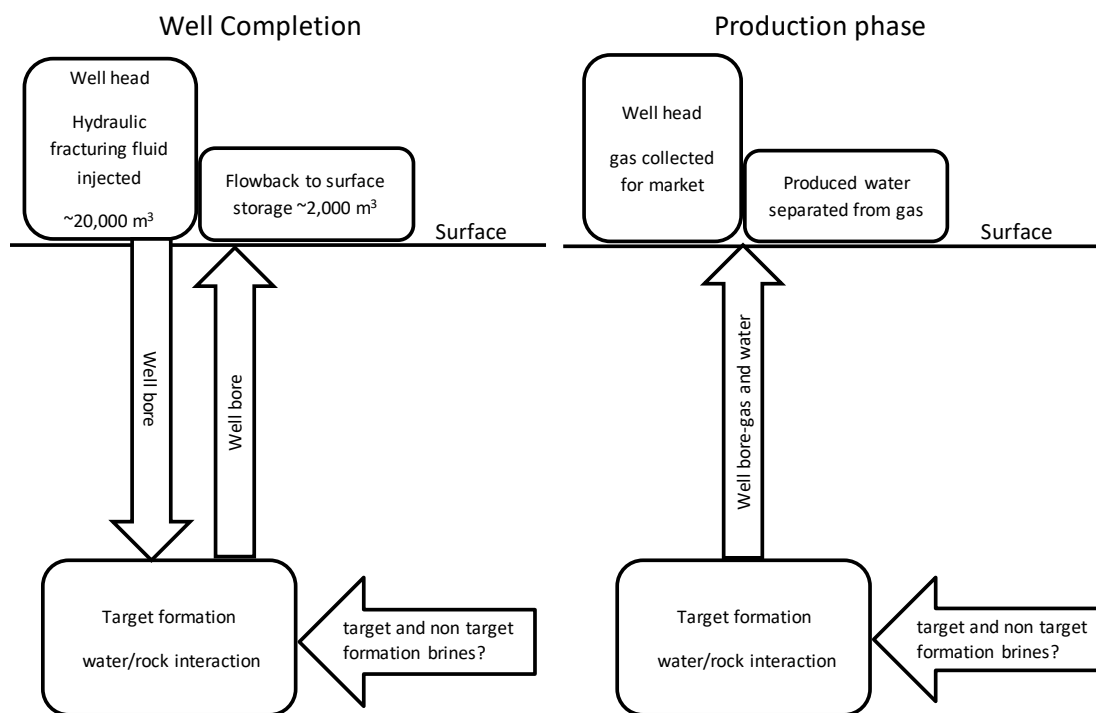 Well Completion
Well head
Hydraulic
fracturing fluid
injected
~20,000 m³
Flowback to surface
storage ~2,000 m³
Surface
Well bore
Well bore
Target formation
water/rock interaction
target and non target
formation brines?
Production phase
Well head
gas collected
for market
Produced water
separated from gas
Surface
Well bore-gas and water
Target formation
water/rock interaction
target and non target
formation brines?